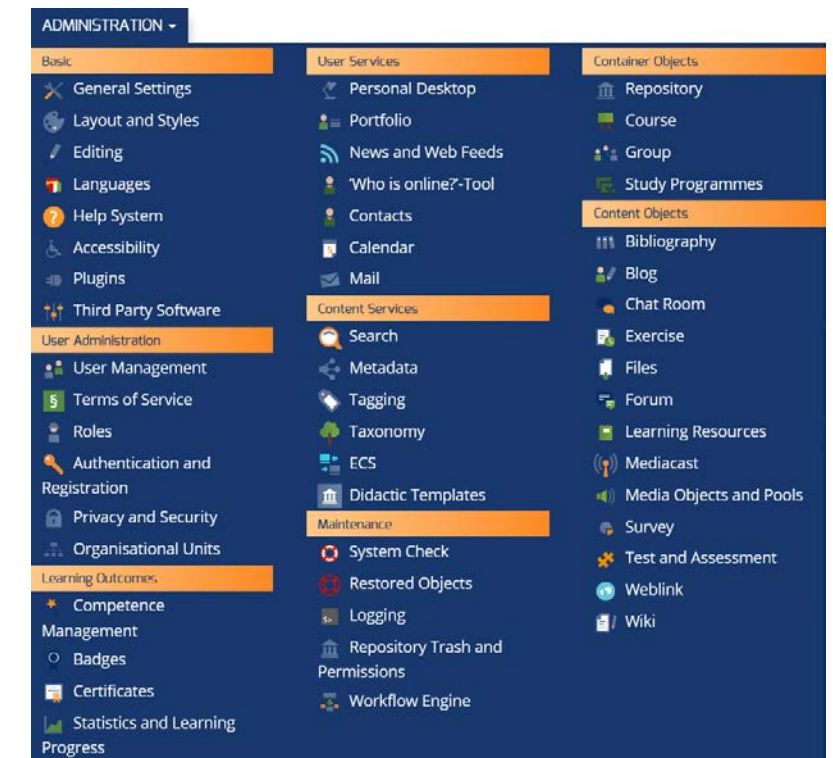 ADMINISTRATION
Basic
General Settings
Layout and Styles
Editing
Languages
Help System
Accessibility
Plugins
Third Party Software
User Administration
User Management
Terms of Service
Roles
Authentication and
Registration
Privacy and Security
Organisational Units
Learning Outcomes
Competence
Management
Badges
Certificates
Statistics and Learning
Progress
User Services
Personal Desktop
Portfolio
News and Web Feeds
'Who is online?'-Tool
Contacts
Calendar
Mail
Content Services
Search
Metadata
Tagging
Taxonomy
ECS
Didactic Templates
Maintenance
System Check
Restored Objects
Logging
Repository Trash and
Permissions
Workflow Engine
Container Objects
Repository
Course
Group
Study Programmes
Content Objects
Bibliography
Blog
Chat Room
Exercise
Files
Forum
Learning Resources
Mediacast
Media Objects and Pools
Survey
Test and Assessment
Weblink
Wiki